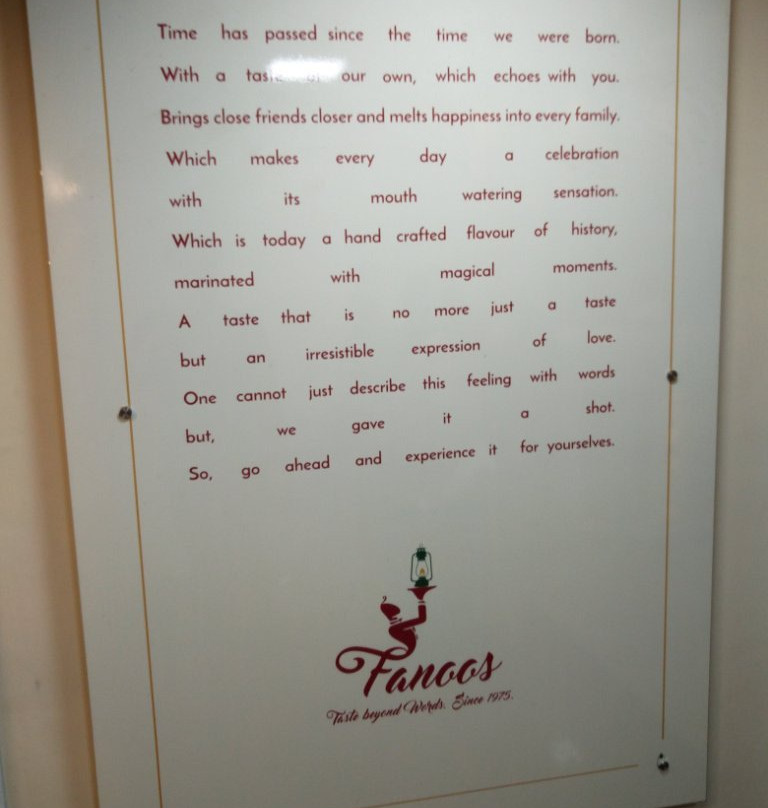 Time has passed since the time we were born.
With a taste of our own, which echoes with you.
Brings close friends closer and melts happiness into every family.
Which makes every day a celebration
with its mouth watering sensation.
Which is today a hand crafted flavour of history,
marinated with magical moments.
A taste that is no more just a taste
but an irresistible expression of love.
One cannot just describe this feeling with words
but, we gave it a shot.
So, go ahead and experience it for yourselves.
Fanoos
Taste beyond Words. Since 1975.